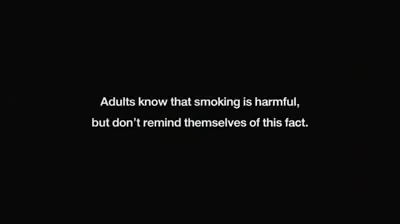 Adults know that smoking is harmful,
but don't remind themselves of this fact.